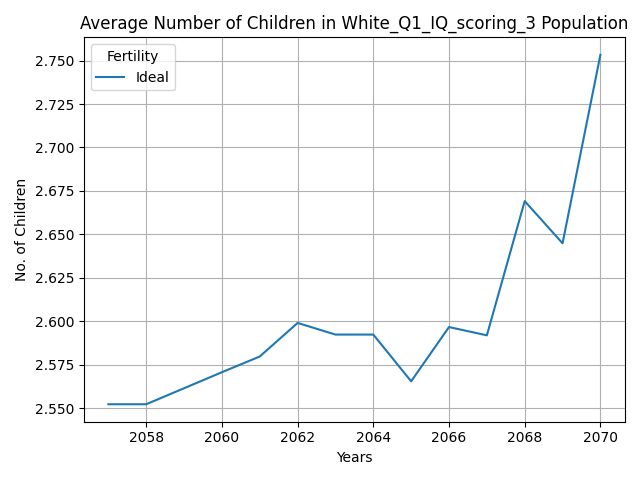 Average Number of Children in White_Q1_IQ_scoring_3 Population
Fertility
Ideal
No. of Children
2.750
2.725
2.700
2.675
2.650
2.625
2.600
2.575
2.550
2058 2060 2062 2064 2066 2068 2070
Years